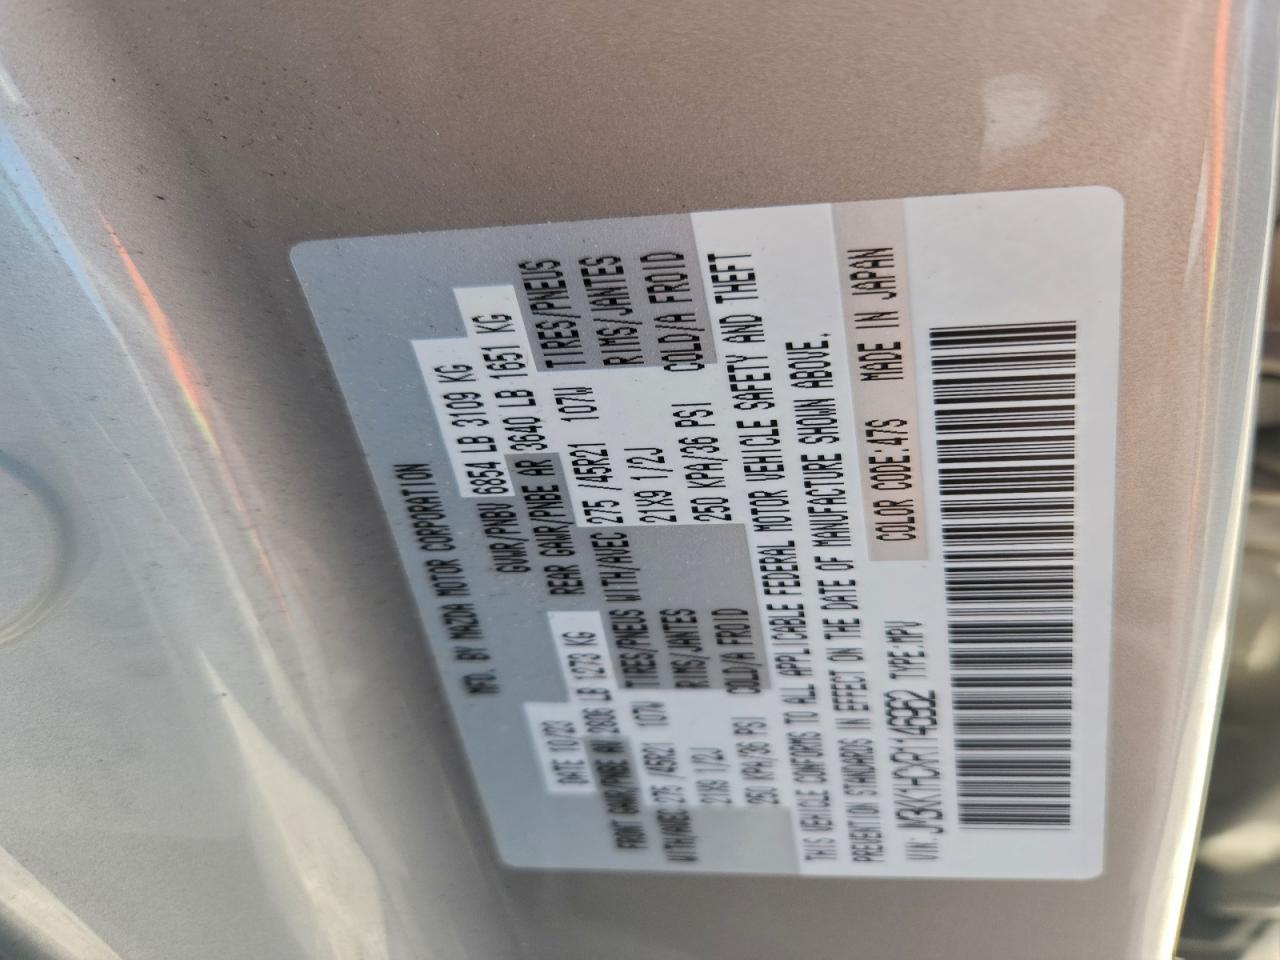 MFD. BY MAZDA MOTOR CORPORATION
DATE 10/23 GVWR/PNBV 6854 LB 3109 KG
FRONT GAWR/PNBE AV 2806 LB 1273 KG REAR GAWR/PNBE AR 3640 LB 1651 KG
WITH/AVEC 275 /45R21 107W TIRES/PNEUS WITH/AVEC 275 /45R21 107W TIRES/PNEUS
21X9 1/2J RIMS/JANTES 21X9 1/2J RIMS/JANTES
250 KPA/36 PSI COLD/A FROID 250 KPA/36 PSI COLD/A FROID
THIS VEHICLE CONFORMS TO ALL APPLICABLE FEDERAL MOTOR VEHICLE SAFETY AND THEFT
PREVENTION STANDARDS IN EFFECT ON THE DATE OF MANUFACTURE SHOWN ABOVE.
VIN: TYPE:MPV COLOR CODE:47S MADE IN JAPAN